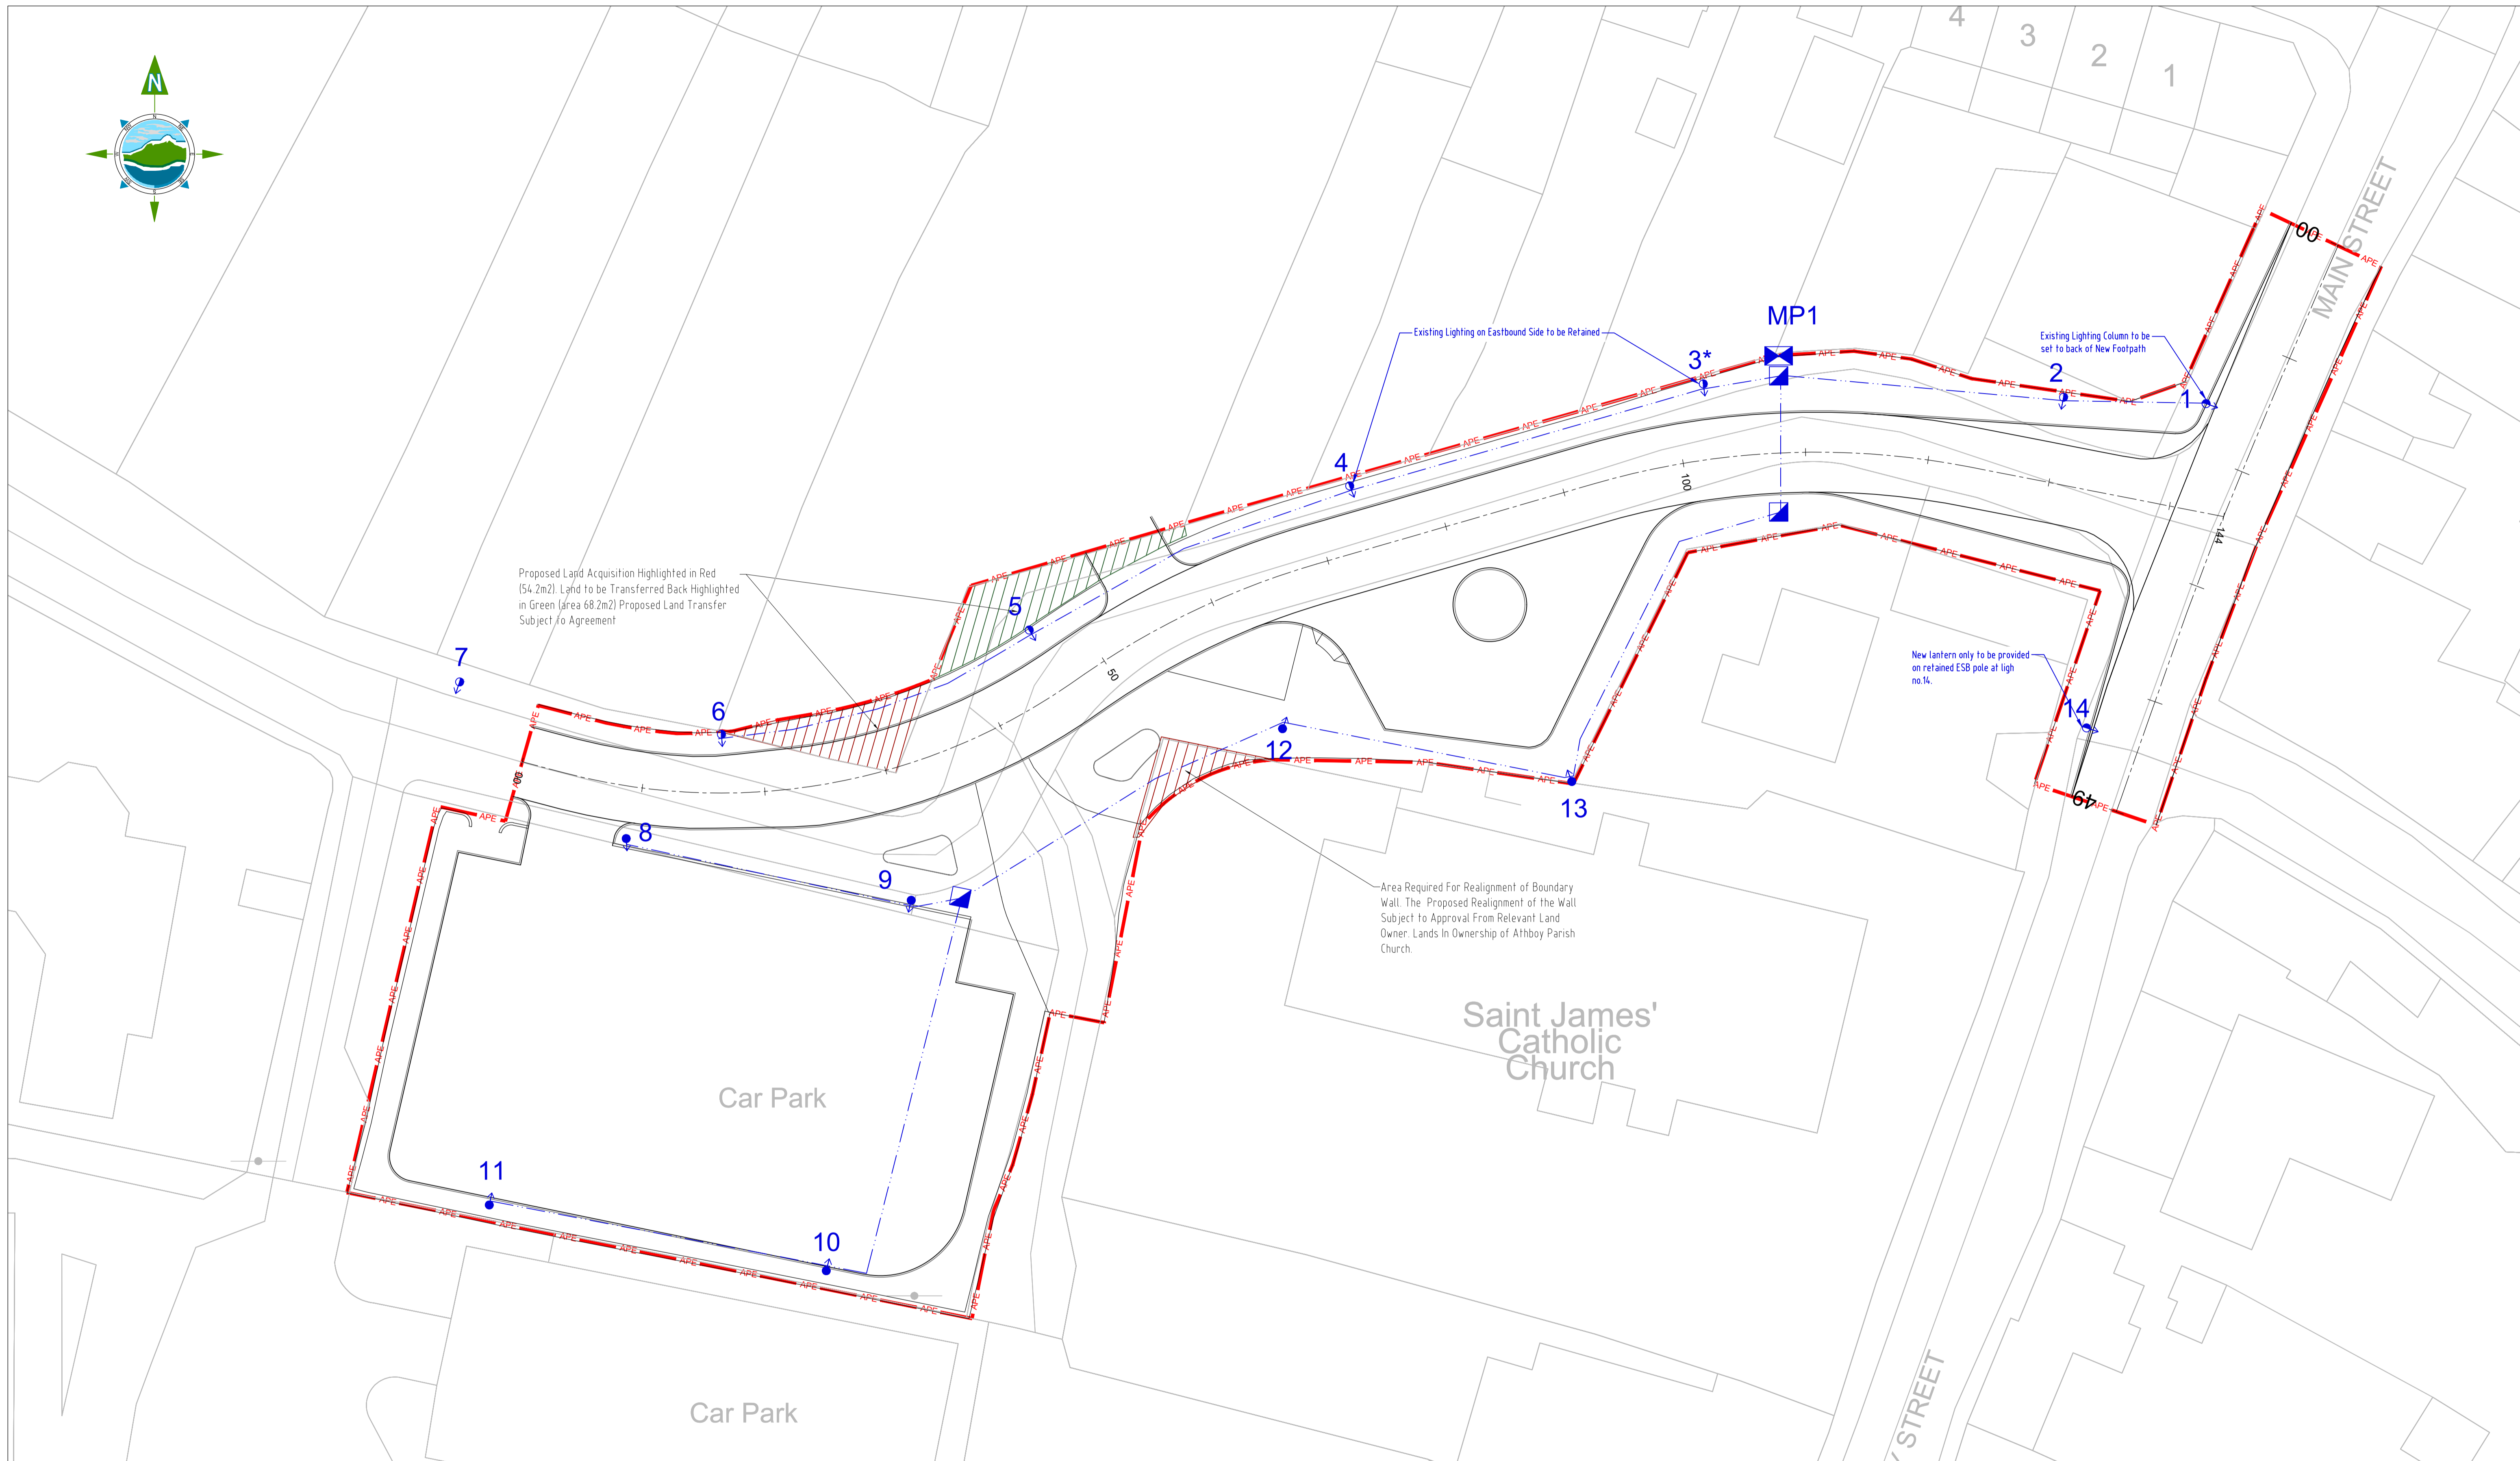 N
4
3
2
1
MAIN STREET
00
MP1
Existing Lighting on Eastbound Side to be Retained
3*
Existing Lighting Column to be
set to back of New Footpath
2
1
4
100
144
Proposed Land Acquisition Highlighted in Red
(54.2m2). Land to be Transferred Back Highlighted
in Green (area 68.2m2) Proposed Land Transfer
Subject To Agreement
5
50
7
6
New lantern only to be provided
on retained ESB pole at ligh
no.14.
14
12
00
49
13
8
9
Area Required For Realignment of Boundary
Wall. The Proposed Realignment of the Wall
Subject to Approval From Relevant Land
Owner. Lands In Ownership of Athboy Parish
Church.
Saint James'
Catholic
Church
Car Park
11
10
Car Park
STREET
APE